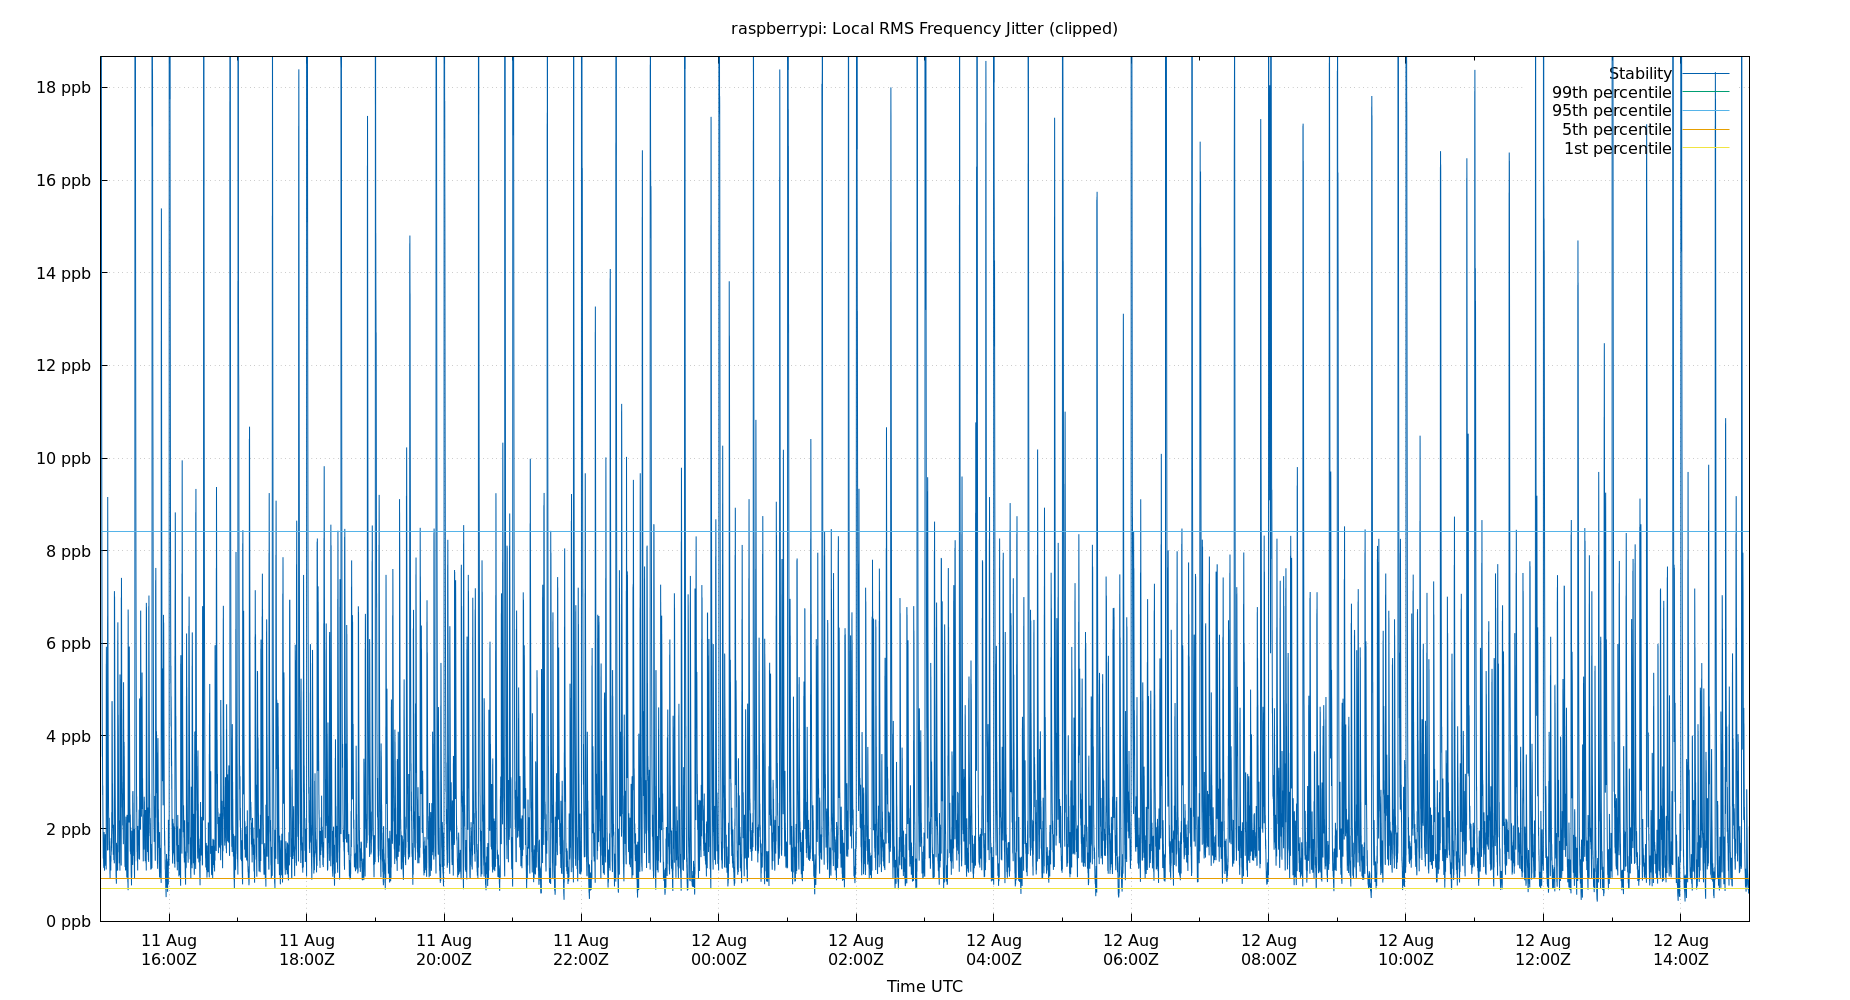 raspberrypi: Local RMS Frequency Jitter (clipped)
Stability
99th percentile
95th percentile
5th percentile
1st percentile
18 ppb
16 ppb
14 ppb
12 ppb
10 ppb
8 ppb
6 ppb
4 ppb
2 ppb
0 ppb
11 Aug 11 Aug 11 Aug 11 Aug 12 Aug 12 Aug 12 Aug 12 Aug 12 Aug 12 Aug 12 Aug 12 Aug
16:00Z 18:00Z 20:00Z 22:00Z 00:00Z 02:00Z 04:00Z 06:00Z 08:00Z 10:00Z 12:00Z 14:00Z
Time UTC